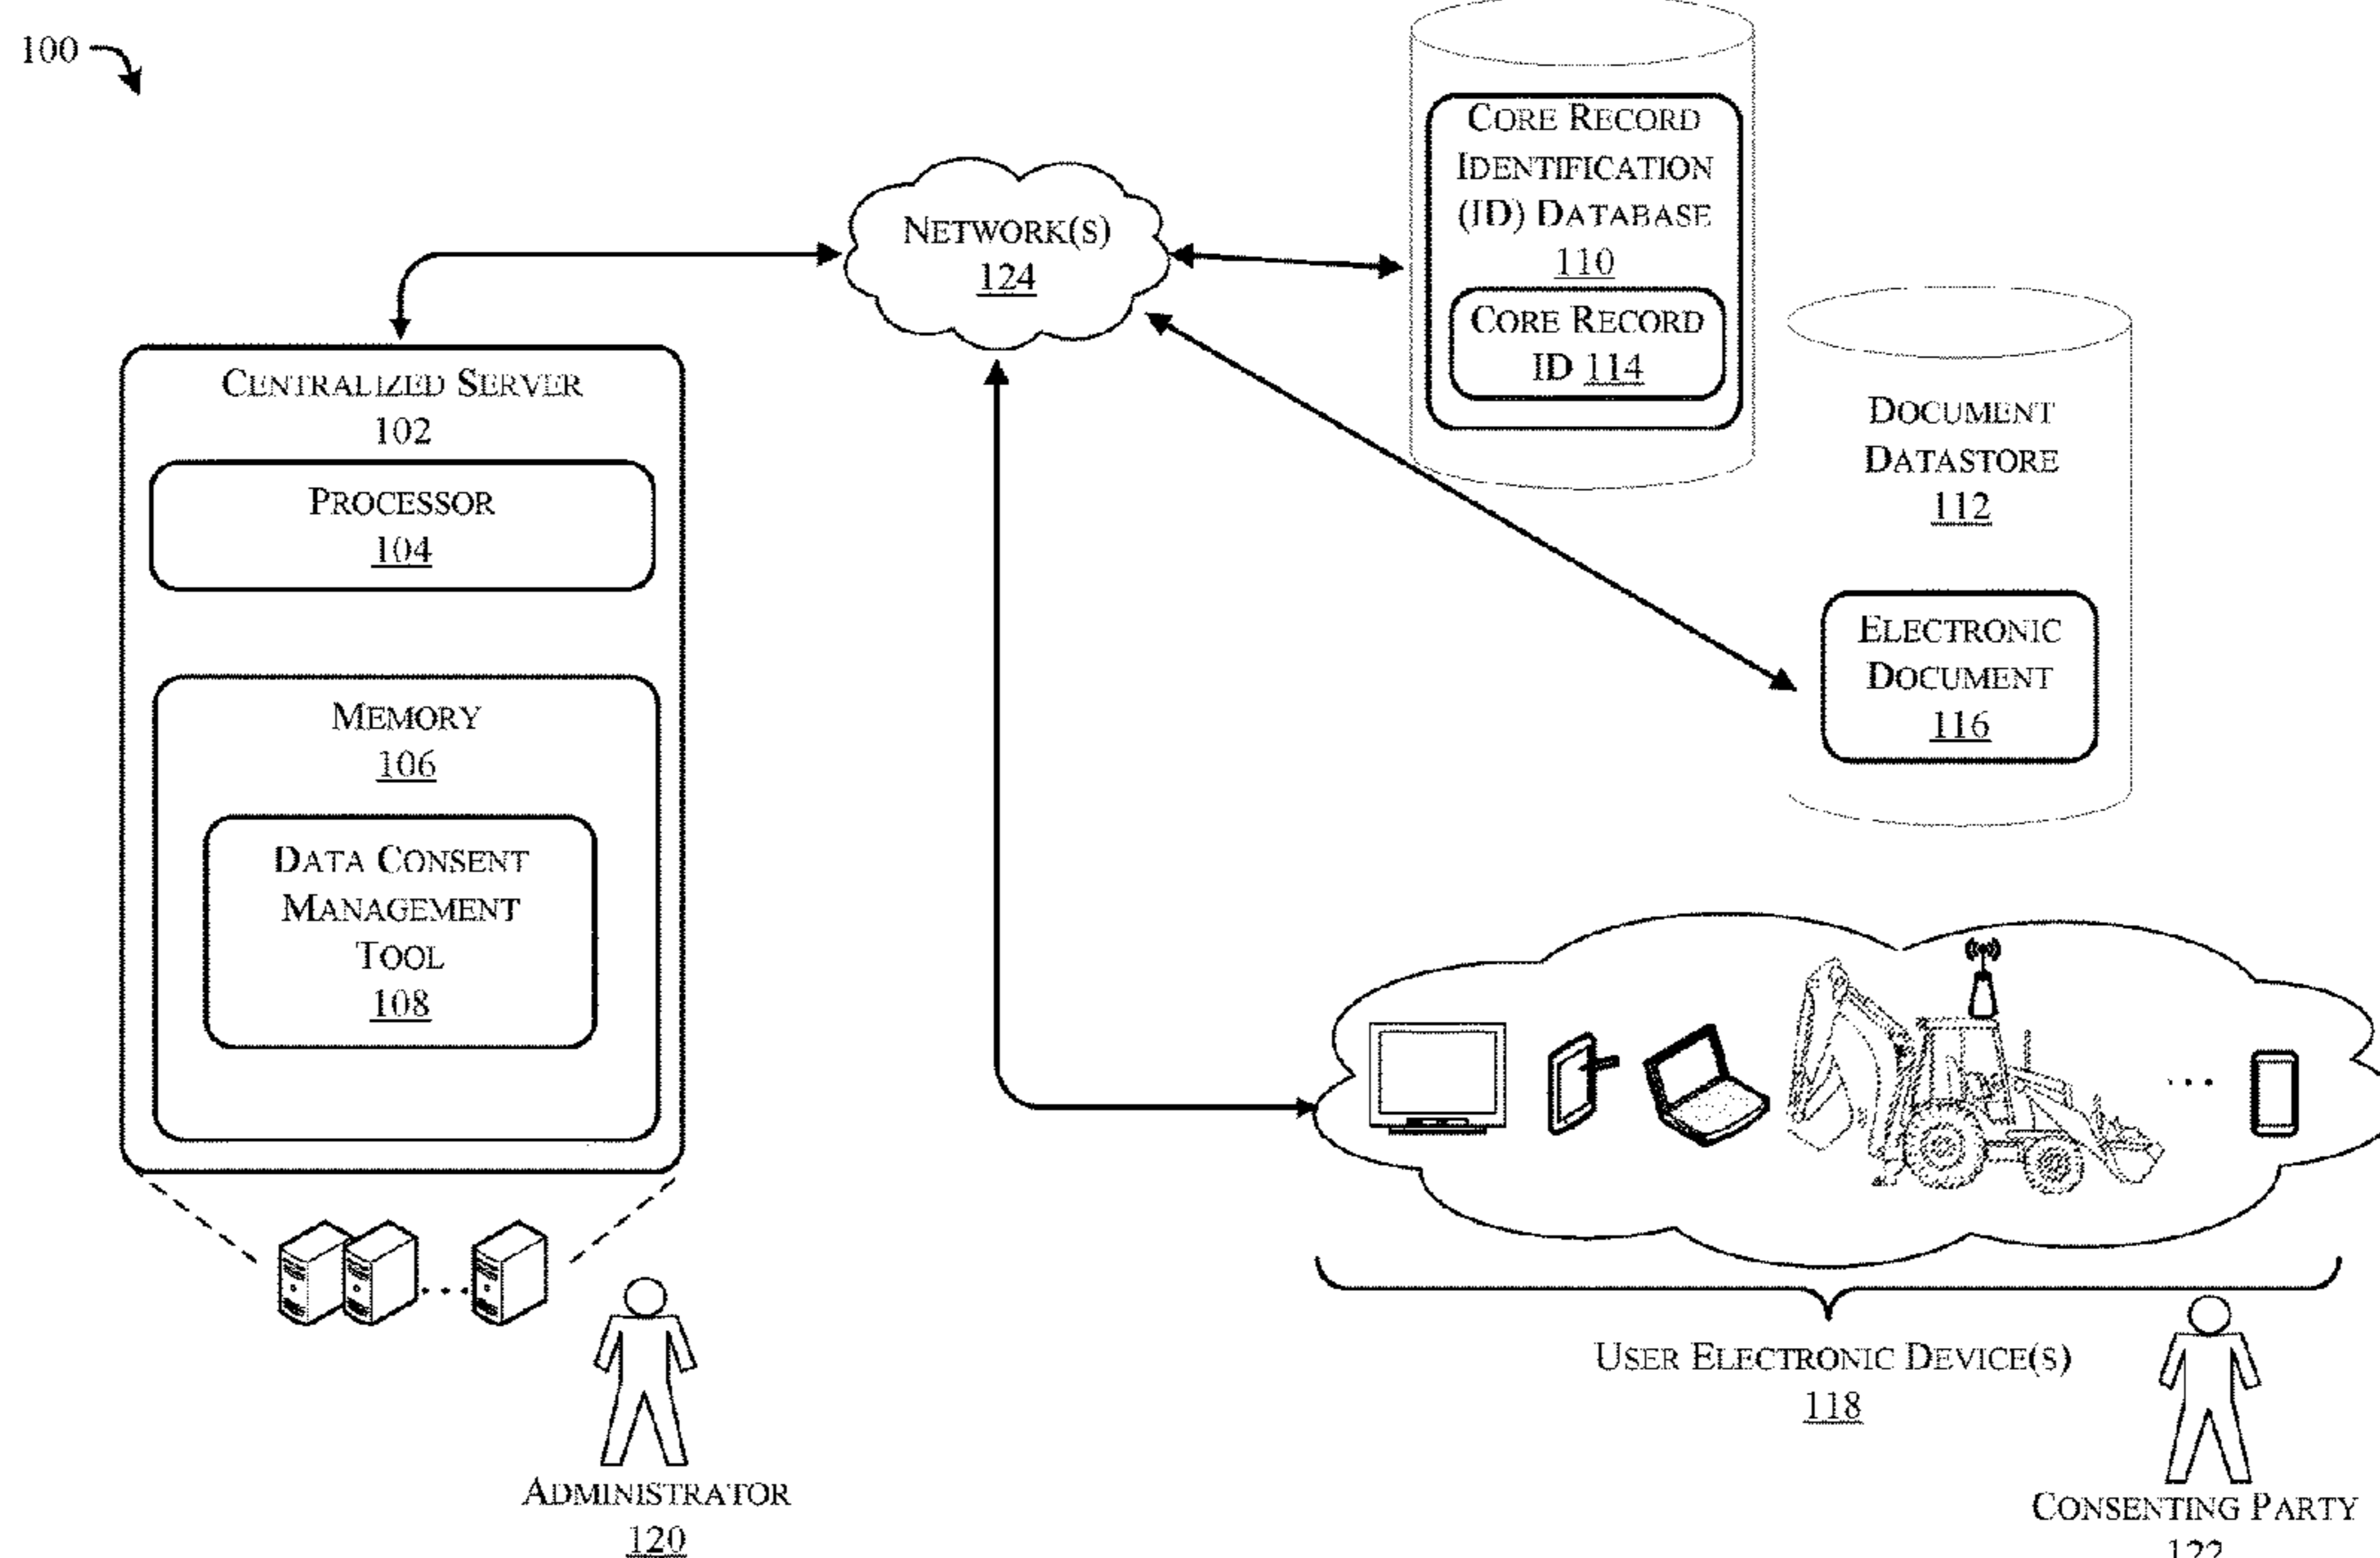 100
CORE RECORD
IDENTIFICATION
(ID) DATABASE
110
CORE RECORD
ID 114
NETWORK(S)
124
CENTRALIZED SERVER
102
PROCESSOR
104
MEMORY
106
DATA CONSENT
MANAGEMENT
TOOL
108
DOCUMENT
DATASTORE
112
ELECTRONIC
DOCUMENT
116
USER ELECTRONIC DEVICE(S)
118
ADMINISTRATOR
120
CONSENTING PARTY
122